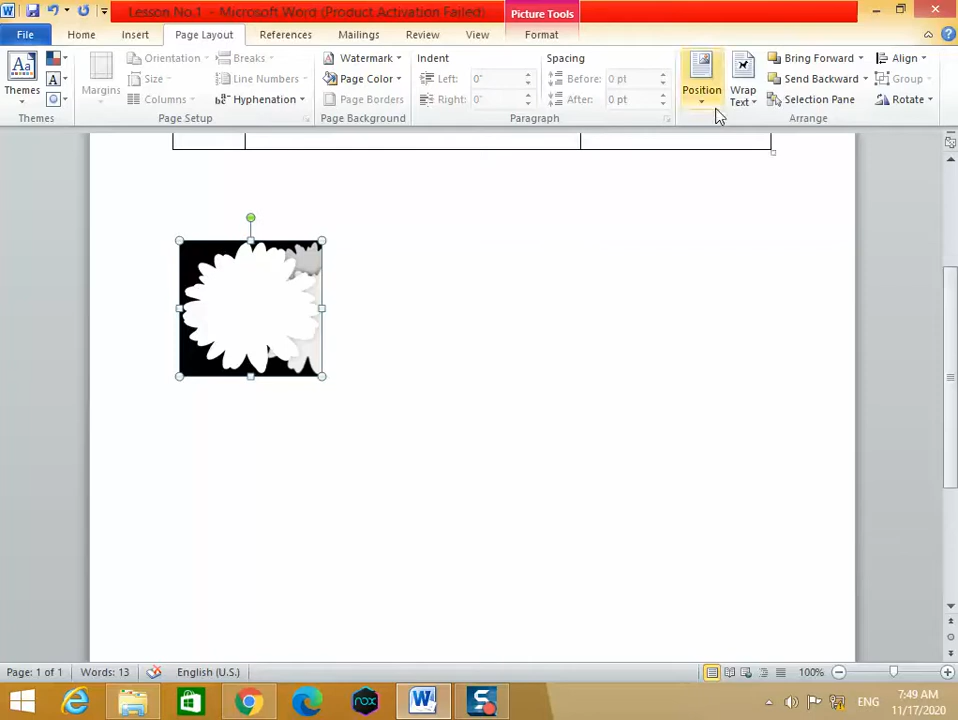 Lesson No.1 - Microsoft Word (Product Activation Failed)
Picture Tools
File Home Insert Page Layout References Mailings Review View Format
Themes
Margins
Orientation
Size
Columns
Breaks
Line Numbers
Hyphenation
Watermark
Page Color
Page Borders
Indent
Left: 0"
Right: 0"
Spacing
Before: 0 pt
After: 0 pt
Position
Wrap Text
Bring Forward
Send Backward
Selection Pane
Align
Group
Rotate
Themes Page Setup Page Background Paragraph Arrange
Page: 1 of 1 Words: 13 English (U.S.) 100%
nox
ENG
7:49 AM
11/17/2020